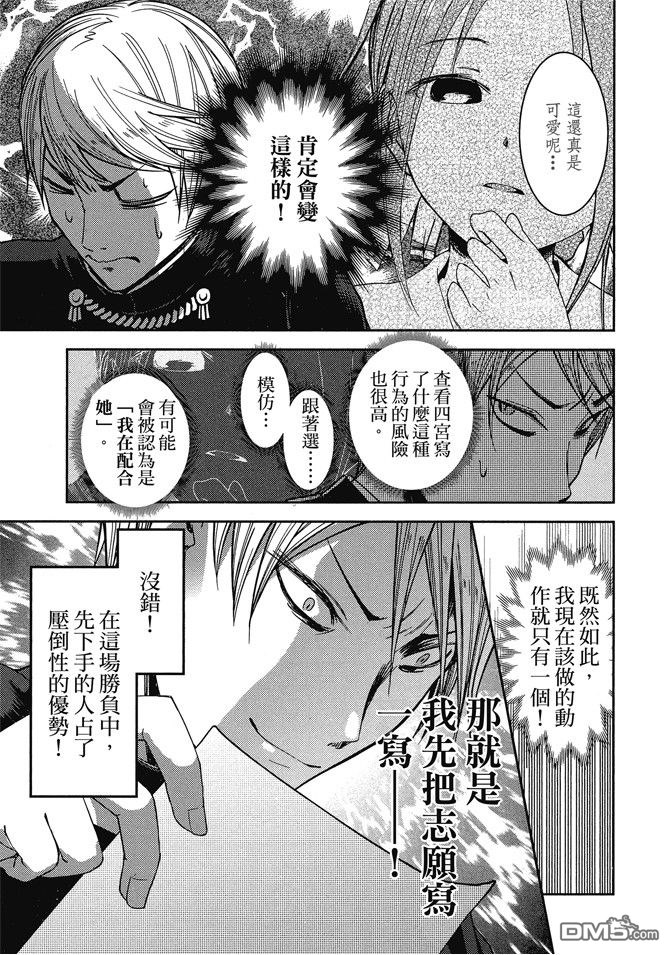 這還真是
可愛呢…
肯定會變
這樣的！
查看四宮寫
了什麼這種
行為的風險
也很高。
跟著選……
模仿…
有可能
會被認為是
「我在配合
她」。
既然如此，
我現在該做的動
作就只有一個！
那就是
我先把志願寫
一寫——！
沒錯！
在這場勝負中，
先下手的人占了
壓倒性的優勢！
DM5.com